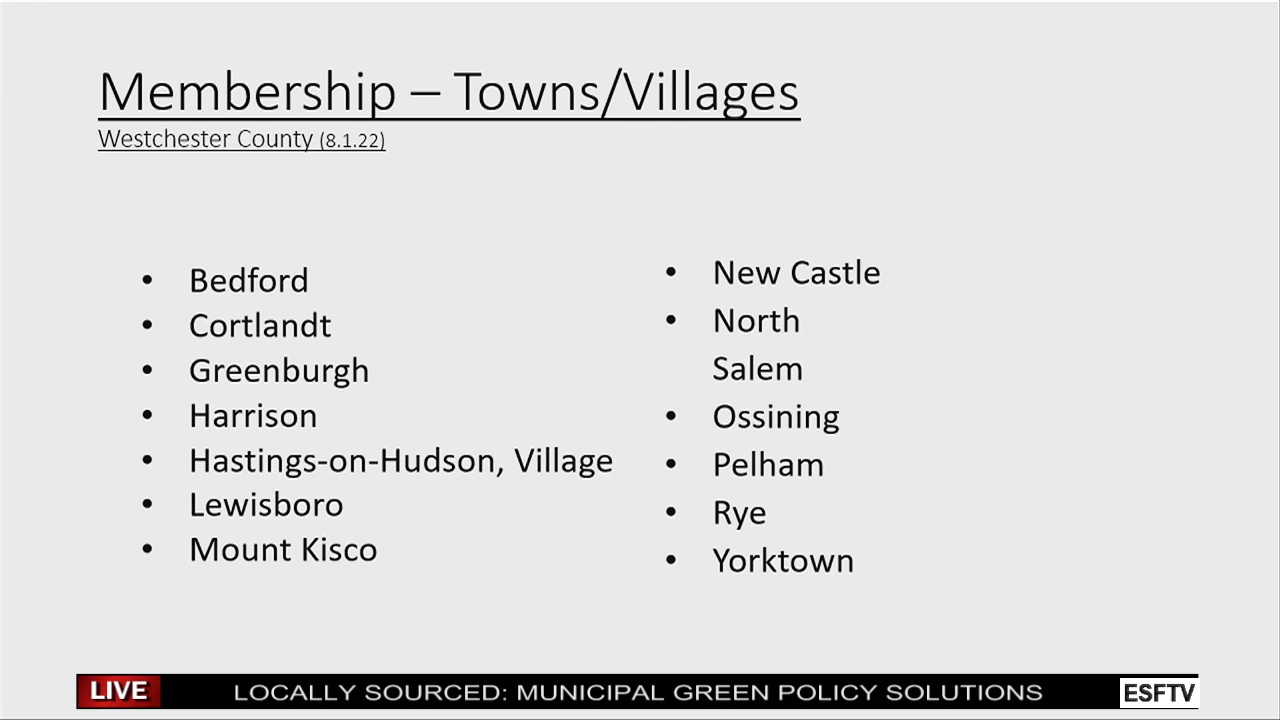 Membership – Towns/Villages
Westchester County (8.1.22)
• Bedford
• Cortlandt
• Greenburgh
• Harrison
• Hastings-on-Hudson, Village
• Lewisboro
• Mount Kisco
• New Castle
• North
Salem
• Ossining
• Pelham
• Rye
• Yorktown
LIVE
LOCALLY SOURCED: MUNICIPAL GREEN POLICY SOLUTIONS
ESFTV